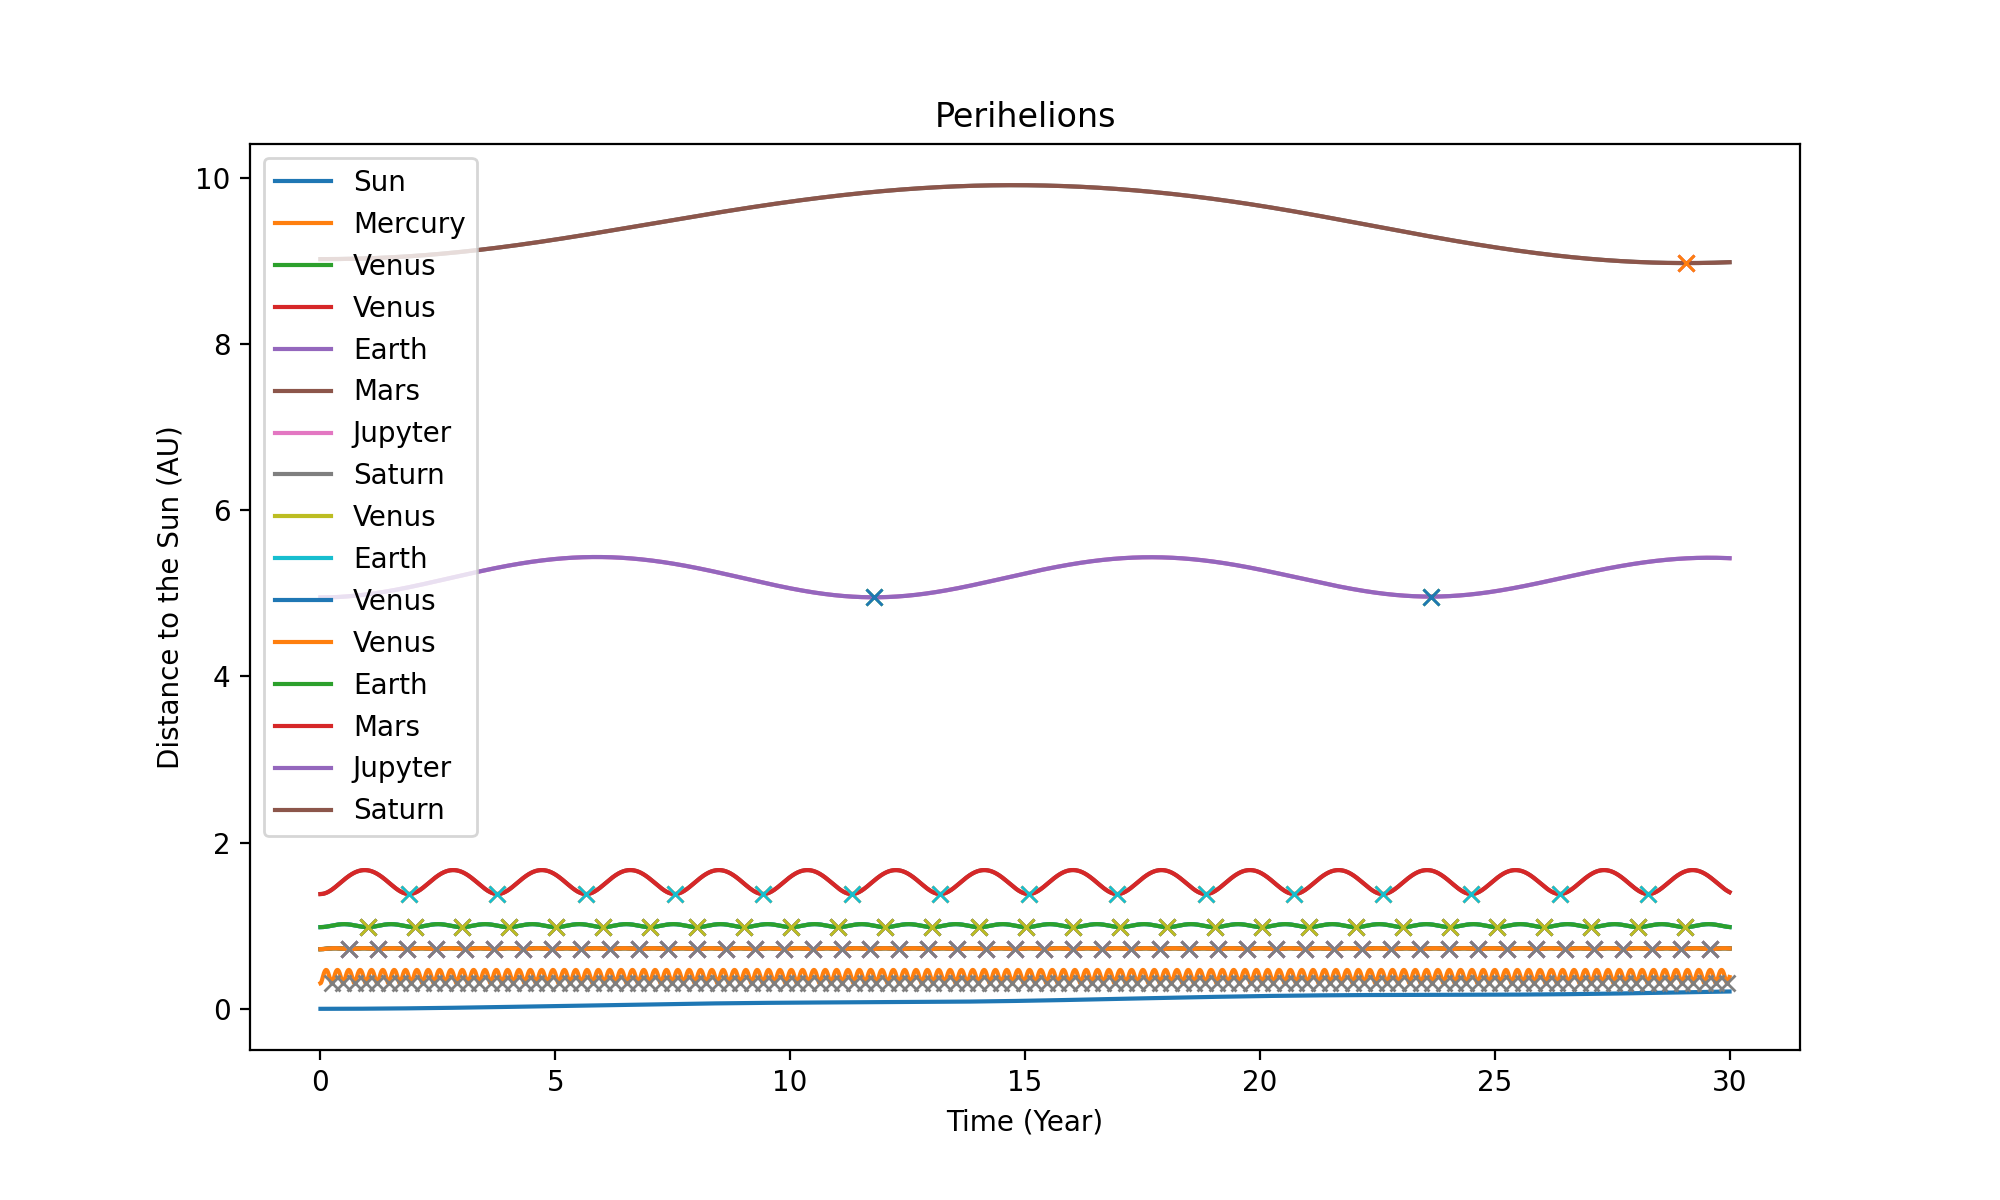 Perihelions
10
8
6
4
2
0
Distance to the Sun (AU)
Sun
Mercury
Venus
Venus
Earth
Mars
Jupyter
Saturn
Venus
Earth
Venus
Venus
Earth
Mars
Jupyter
Saturn
0 5 10 15 20 25 30
Time (Year)